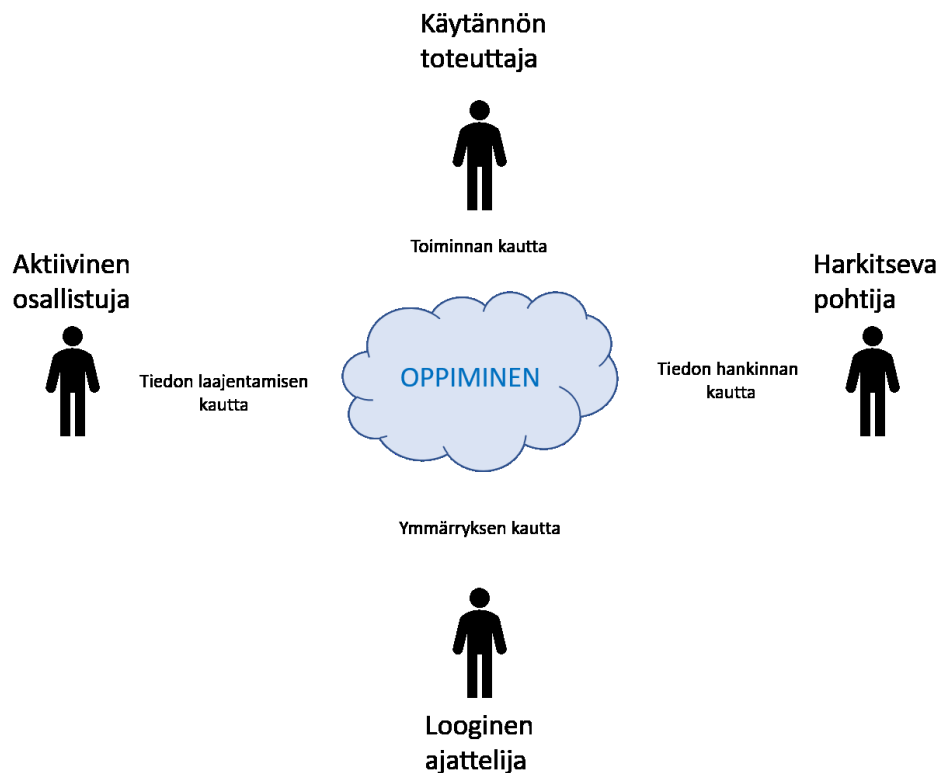 Käytännön
toteuttaja
Toiminnan kautta
Aktiivinen
osallistuja
Harkitseva
pohtija
Tiedon laajentamisen
kautta
OPPIMINEN
Tiedon hankinnan
kautta
Ymmärryksen kautta
Looginen
ajattelija